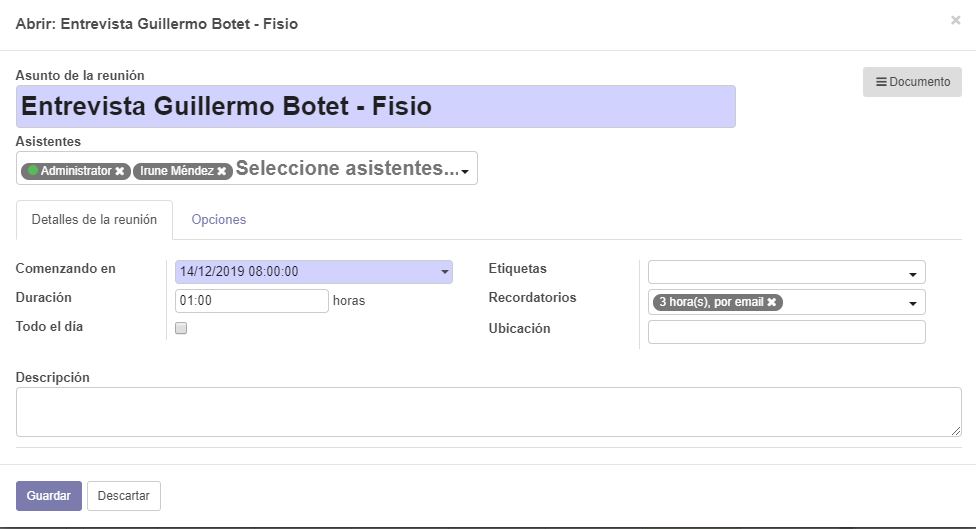 Abrir: Entrevista Guillermo Botet - Fisio
×
Asunto de la reunión
Documento
Entrevista Guillermo Botet - Fisio
Asistentes
Administrator ✖ Irune Méndez ✖ Seleccione asistentes...
Detalles de la reunión Opciones
Comenzando en 14/12/2019 08:00:00 Etiquetas
Duración 01:00 horas Recordatorios 3 hora(s), por email ✖
Todo el día Ubicación
Descripción
Guardar Descartar